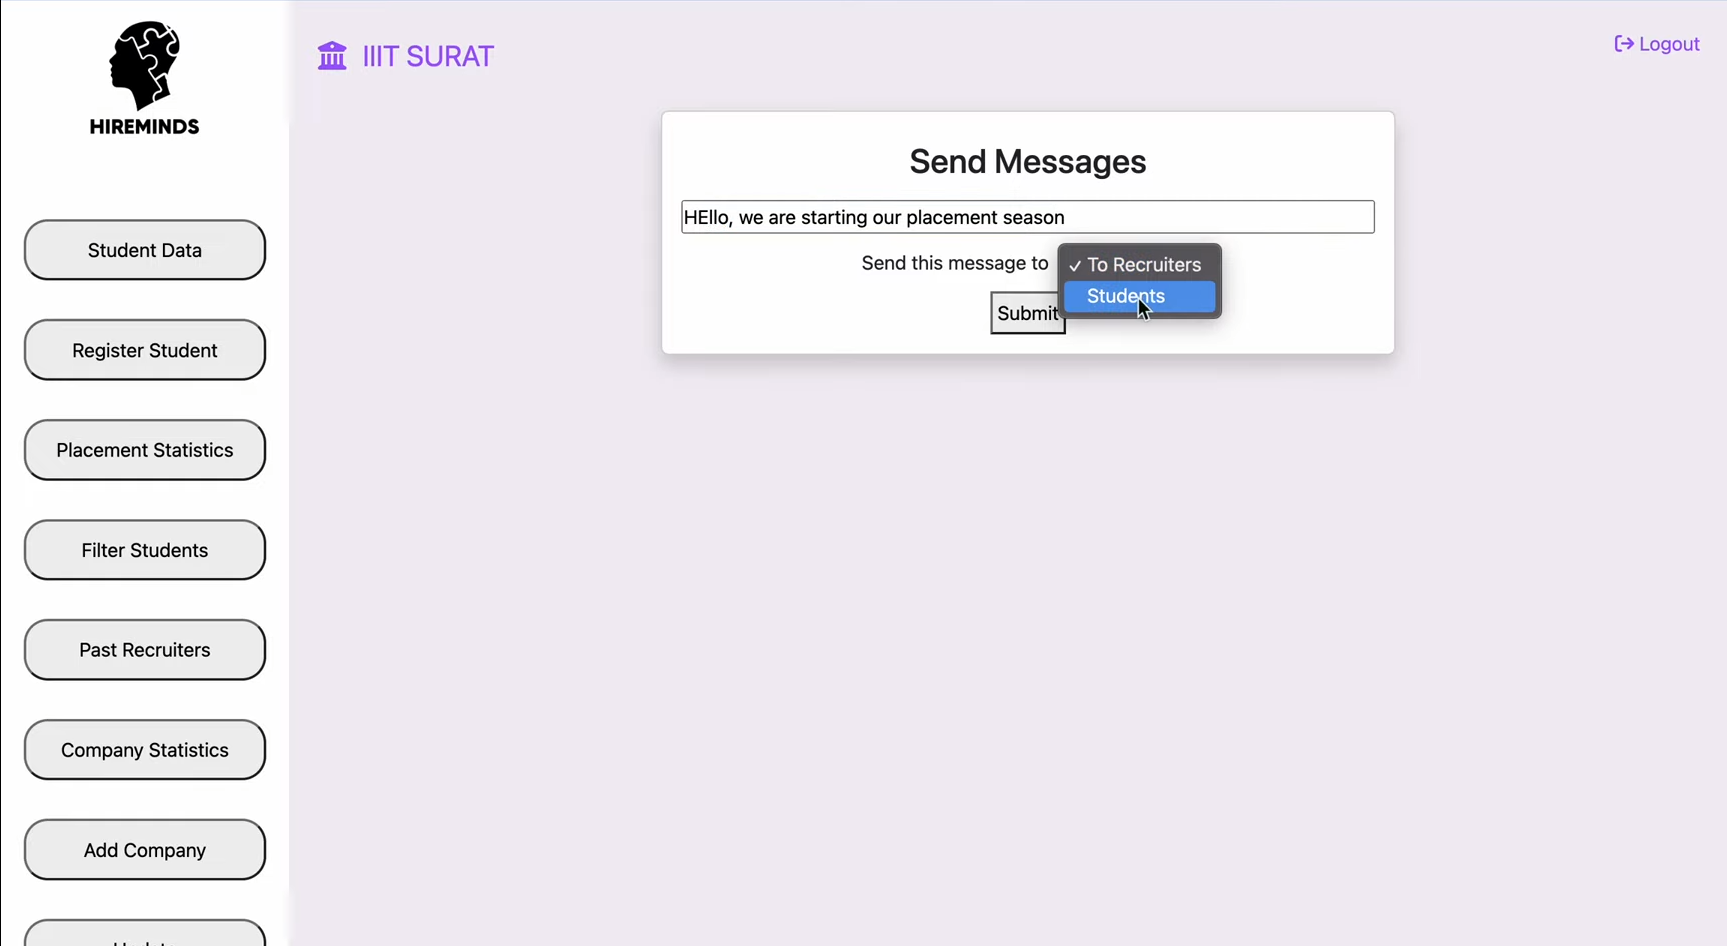 HIREMINDS
IIIT SURAT
Logout
Student Data
Register Student
Placement Statistics
Filter Students
Past Recruiters
Company Statistics
Add Company
Send Messages
HEllo, we are starting our placement season
Send this message to
✓ To Recruiters
Students
Submit